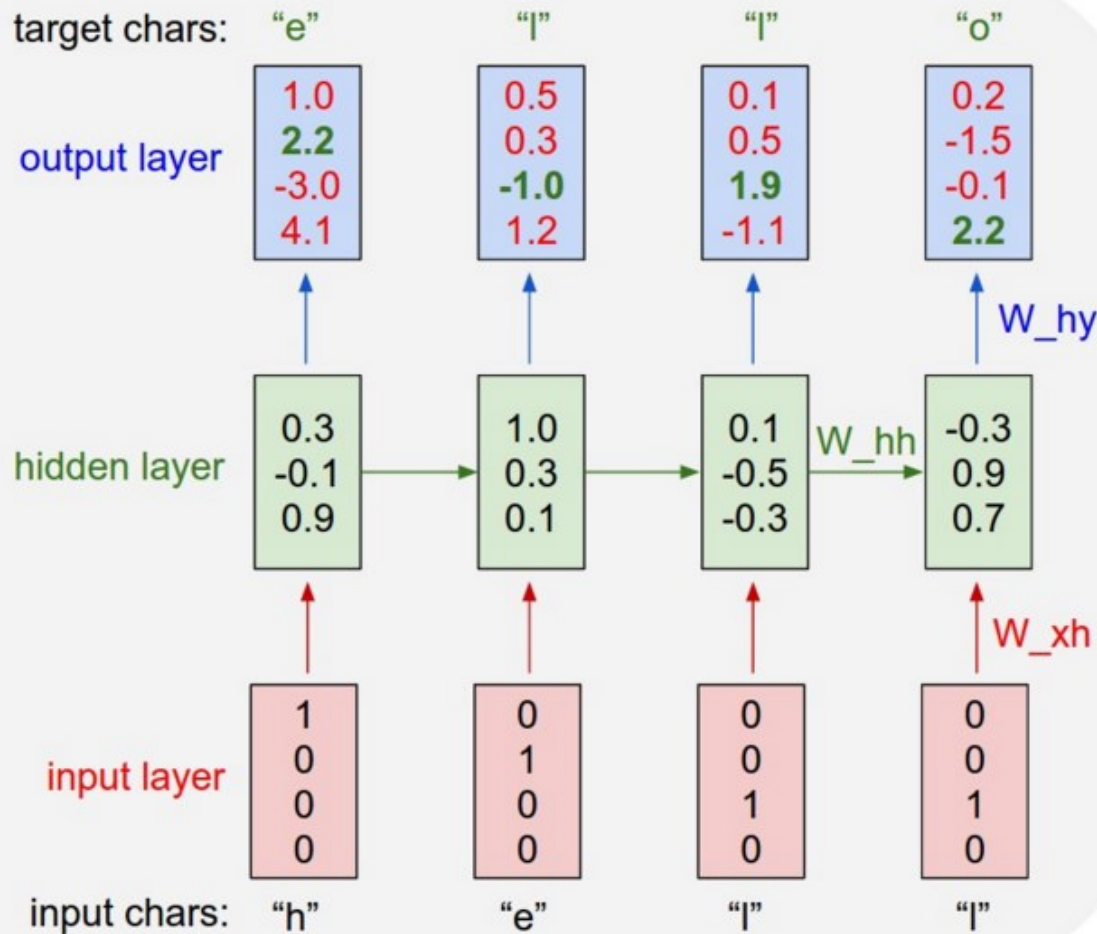 target chars: “e” “l” “l” “o”
1.0 0.5 0.1 0.2
2.2 0.3 0.5 -1.5
output layer
-3.0 -1.0 1.9 -0.1
4.1 1.2 -1.1 2.2
W_hy
0.3 1.0 0.1 -0.3
W_hh
hidden layer -0.1 0.3 -0.5 0.9
0.9 0.1 -0.3 0.7
W_xh
1 0 0 0
0 1 0 0
input layer
0 0 1 1
0 0 0 0
input chars: “h” “e” “l” “l”